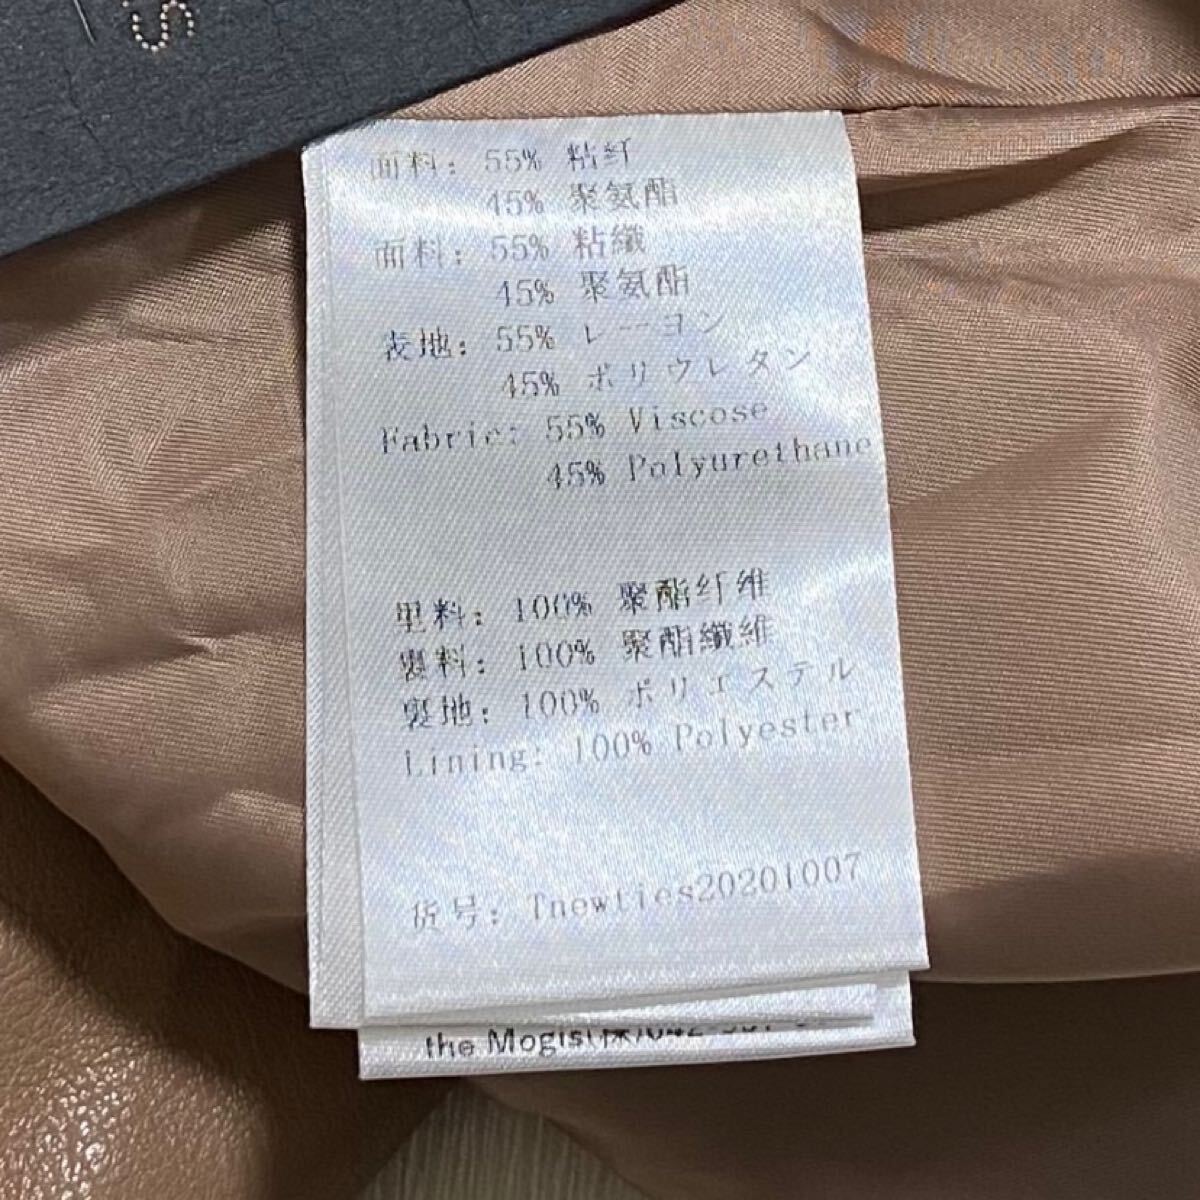 S
面料: 55% 粘纤
45% 聚氨酯
面料: 55% 粘纖
45% 聚氨酯
表地: 55% レーヨン
45% ポリウレタン
Fabric: 55% Viscose
45% Polyurethane
里料: 100% 聚酯纤维
裏料: 100% 聚酯纖維
裏地: 100% ポリエステル
Lining: 100% Polyester
货号: Tnewties20201007
the Mogist(株)